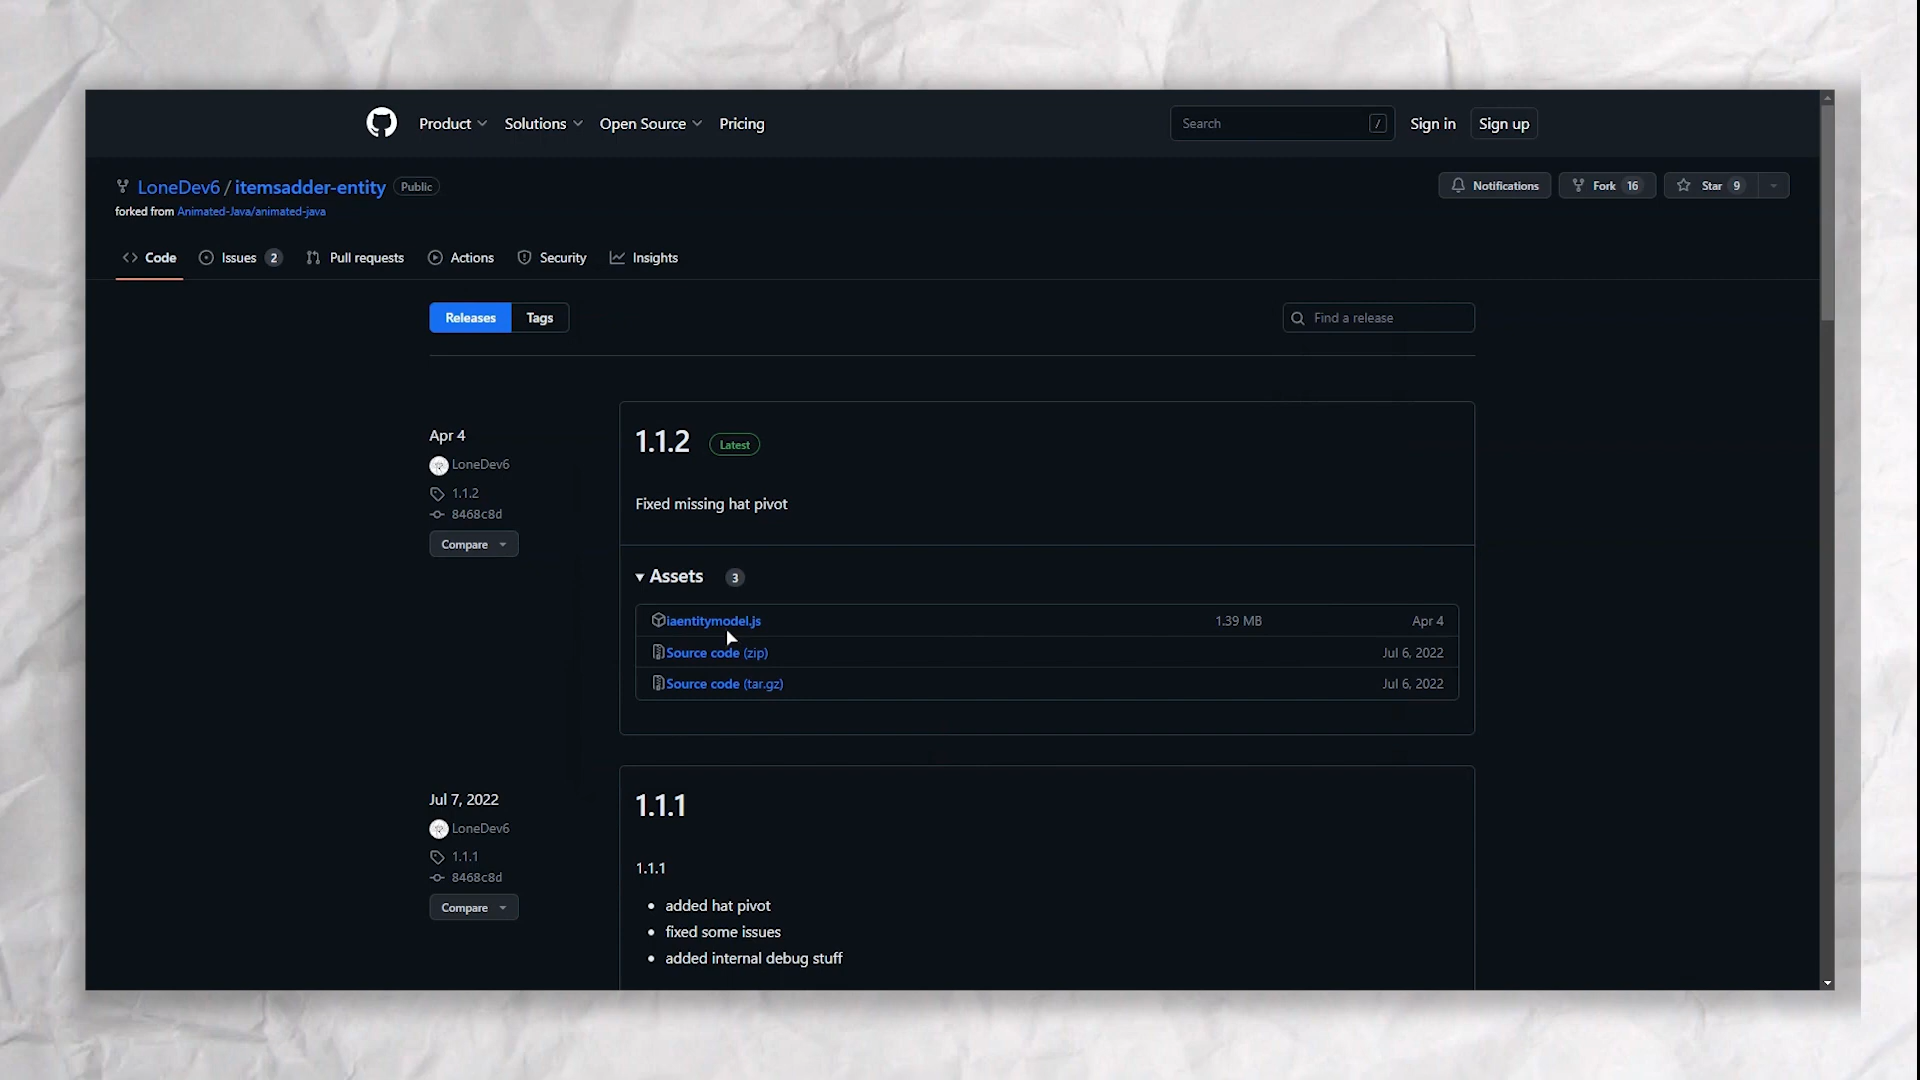 Product Solutions Open Source Pricing Search / Sign in Sign up
LoneDev6 / itemsadder-entity Public Notifications Fork 16 Star 9
forked from Animated-Java/animated-java
Code Issues 2 Pull requests Actions Security Insights
Releases Tags Find a release
Apr 4
LoneDev6
1.1.2
8468c8d
Compare
1.1.2 Latest
Fixed missing hat pivot
Assets 3
iaentitymodel.js 1.39 MB Apr 4
Source code (zip) Jul 6, 2022
Source code (tar.gz) Jul 6, 2022
Jul 7, 2022
LoneDev6
1.1.1
8468c8d
Compare
1.1.1
1.1.1
• added hat pivot
• fixed some issues
• added internal debug stuff